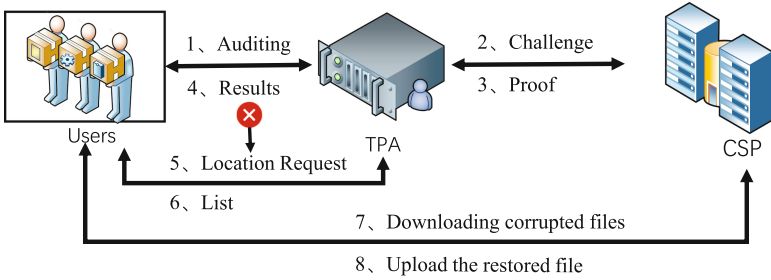 1、Auditing
2、Challenge
4、Results
3、Proof
Users
TPA
CSP
5、Location Request
6、List
7、Downloading corrupted files
8、Upload the restored file